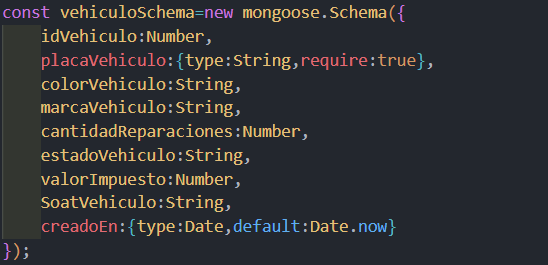 const vehiculoSchema=new mongoose.Schema({
    idVehiculo:Number,
    placaVehiculo:{type:String,require:true},
    colorVehiculo:String,
    marcaVehiculo:String,
    cantidadReparaciones:Number,
    estadoVehiculo:String,
    valorImpuesto:Number,
    SoatVehiculo:String,
    creadoEn:{type:Date,default:Date.now}
});